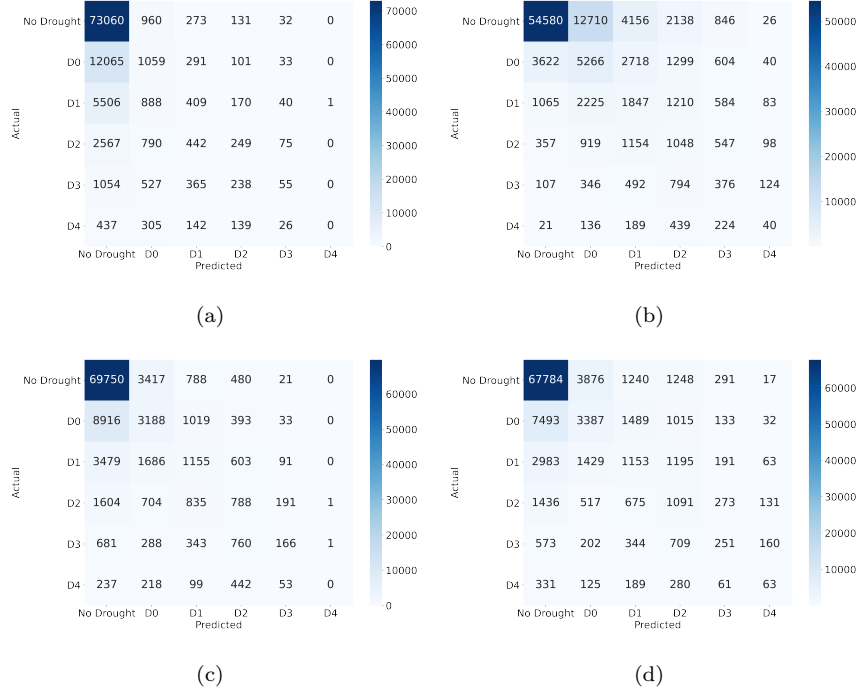 No Drought 73060 960 273 131 32 0
D0 12065 1059 291 101 33 0
D1 5506 888 409 170 40 1
D2 2567 790 442 249 75 0
D3 1054 527 365 238 55 0
D4 437 305 142 139 26 0
No Drought D0 D1 D2 D3 D4
Predicted
Actual
70000
60000
50000
40000
30000
20000
10000
0
(a)
No Drought 54580 12710 4156 2138 846 26
D0 3622 5266 2718 1299 604 40
D1 1065 2225 1847 1210 584 83
D2 357 919 1154 1048 547 98
D3 107 346 492 794 376 124
D4 21 136 189 439 224 40
No Drought D0 D1 D2 D3 D4
Predicted
Actual
50000
40000
30000
20000
10000
(b)
No Drought 69750 3417 788 480 21 0
D0 8916 3188 1019 393 33 0
D1 3479 1686 1155 603 91 0
D2 1604 704 835 788 191 1
D3 681 288 343 760 166 1
D4 237 218 99 442 53 0
No Drought D0 D1 D2 D3 D4
Predicted
Actual
60000
50000
40000
30000
20000
10000
0
(c)
No Drought 67784 3876 1240 1248 291 17
D0 7493 3387 1489 1015 133 32
D1 2983 1429 1153 1195 191 63
D2 1436 517 675 1091 273 131
D3 573 202 344 709 251 160
D4 331 125 189 280 61 63
No Drought D0 D1 D2 D3 D4
Predicted
Actual
60000
50000
40000
30000
20000
10000
(d)